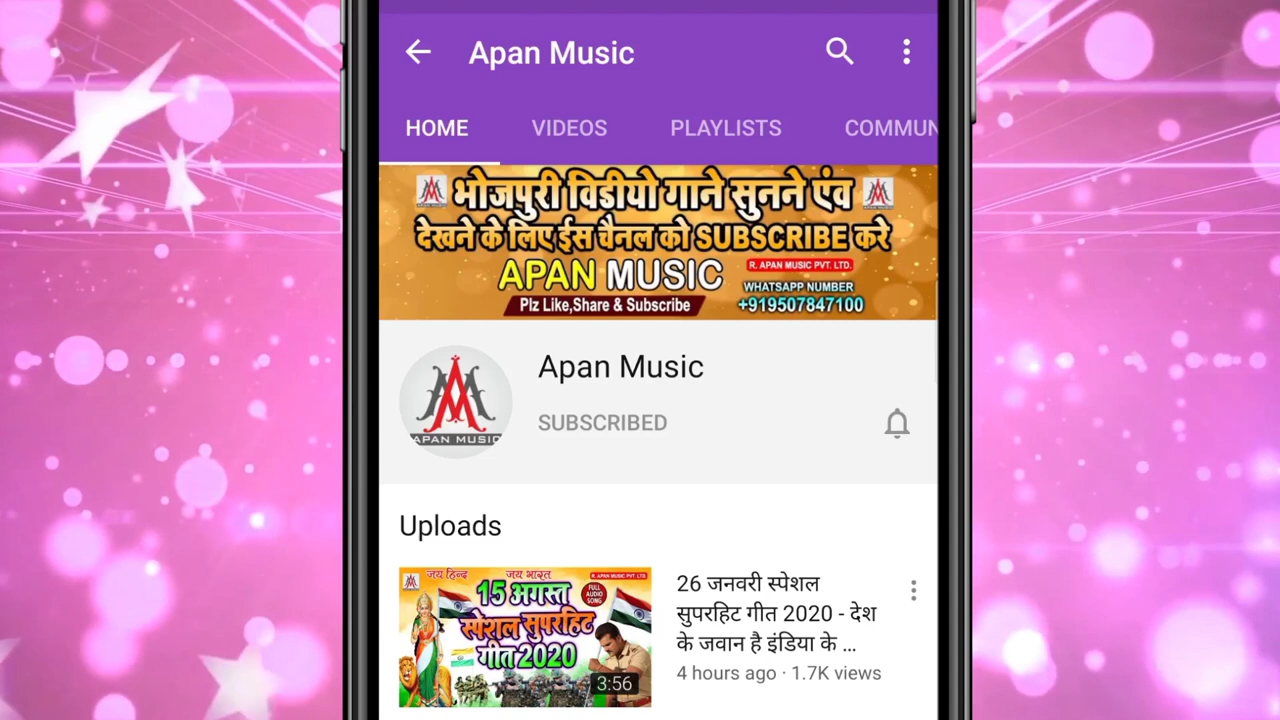 Apan Music
HOME VIDEOS PLAYLISTS COMMUN
भोजपुरी विडीयो गाने सुनने एंव
देखने के लिए ईस चैनल को SUBSCRIBE करे
APAN MUSIC
R. APAN MUSIC PVT. LTD.
WHATSAPP NUMBER
Plz Like,Share & Subscribe
+919507847100
Apan Music
SUBSCRIBED
APAN MUSIC
Uploads
जय हिन्द जय भारत
R. APAN MUSIC PVT. LTD
15 अगस्त
FULL AUDIO SONG
स्पेशल सुपरहिट
गीत 2020
3:56
26 जनवरी स्पेशल
सुपरहिट गीत 2020 - देश
के जवान है इंडिया के ...
4 hours ago · 1.7K views